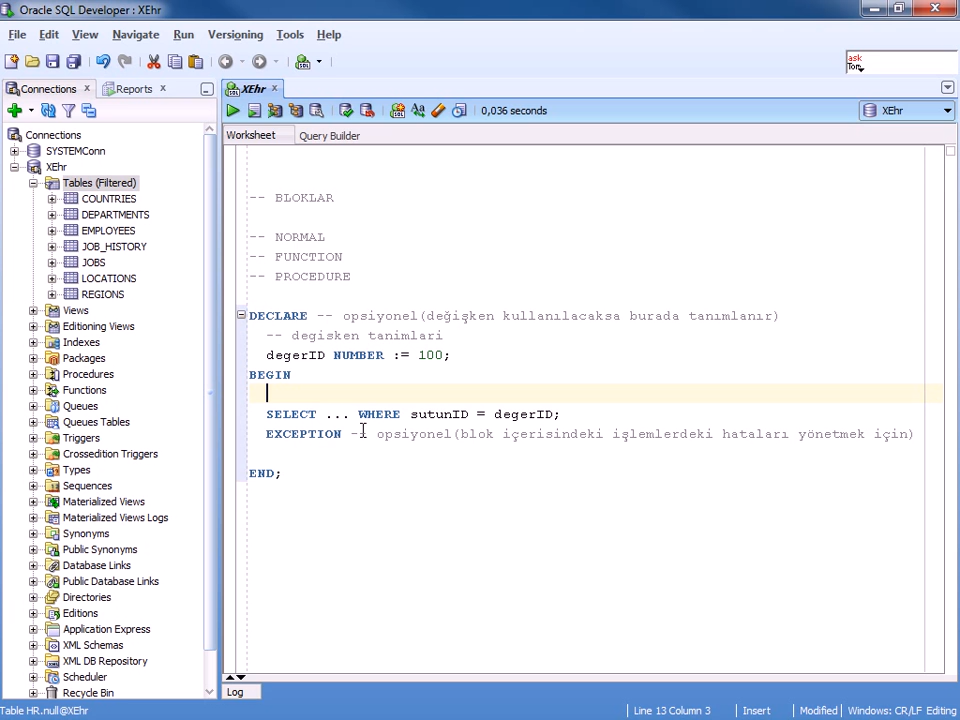 Oracle SQL Developer : XEhr
File Edit View Navigate Run Versioning Tools Help
ask
Tom
Connections Reports
XEhr
0,036 seconds
XEhr
Worksheet Query Builder
Connections
SYSTEMConn
XEhr
Tables (Filtered)
COUNTRIES
DEPARTMENTS
EMPLOYEES
JOB_HISTORY
JOBS
LOCATIONS
REGIONS
Views
Editioning Views
Indexes
Packages
Procedures
Functions
Queues
Queues Tables
Triggers
Crossedition Triggers
Types
Sequences
Materialized Views
Materialized Views Logs
Synonyms
Public Synonyms
Database Links
Public Database Links
Directories
Editions
Application Express
XML Schemas
XML DB Repository
Scheduler
Recycle Bin
-- BLOKLAR
-- NORMAL
-- FUNCTION
-- PROCEDURE
DECLARE -- opsiyonel(değişken kullanılacaksa burada tanımlanır)
-- degisken tanimlari
degerID NUMBER := 100;
BEGIN
SELECT ... WHERE sutunID = degerID;
EXCEPTION -- opsiyonel(blok içerisindeki işlemlerdeki hataları yönetmek için)
END;
Log
Table HR.null@XEhr
Line 13 Column 3 Insert Modified Windows: CR/LF Editing